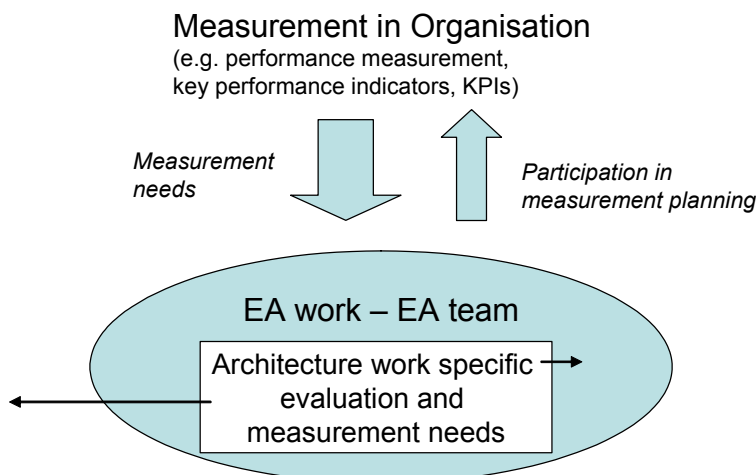 Measurement in Organisation
(e.g. performance measurement,
key performance indicators, KPIs)
Measurement
needs
Participation in
measurement planning
EA work – EA team
Architecture work specific
evaluation and
measurement needs